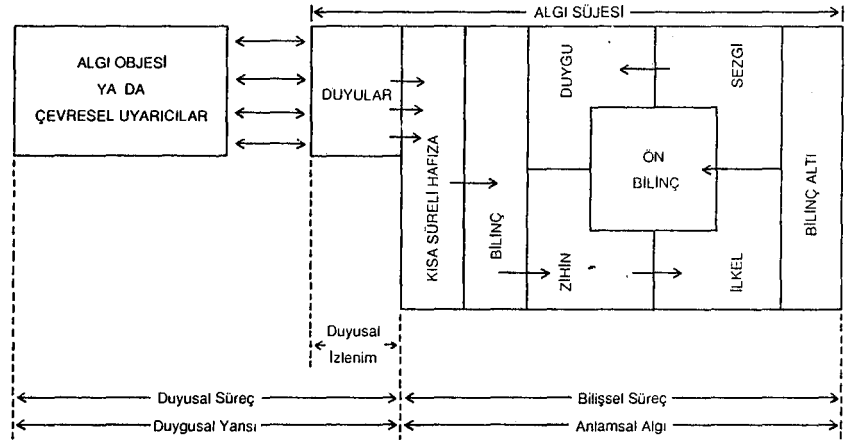 ALGI SÜJESİ
ALGI OBJESİ
YA DA
ÇEVRESEL UYARICILAR
DUYULAR
KISA SÜRELİ HAFIZA
BİLİNÇ
DUYGU
SEZGİ
ÖN
BİLİNÇ
ZİHİN
İLKEL
BİLİNÇ ALTI
Duyusal
İzlenim
Duyusal Süreç
Bilişsel Süreç
Duygusal Yansı
Anlamsal Algı